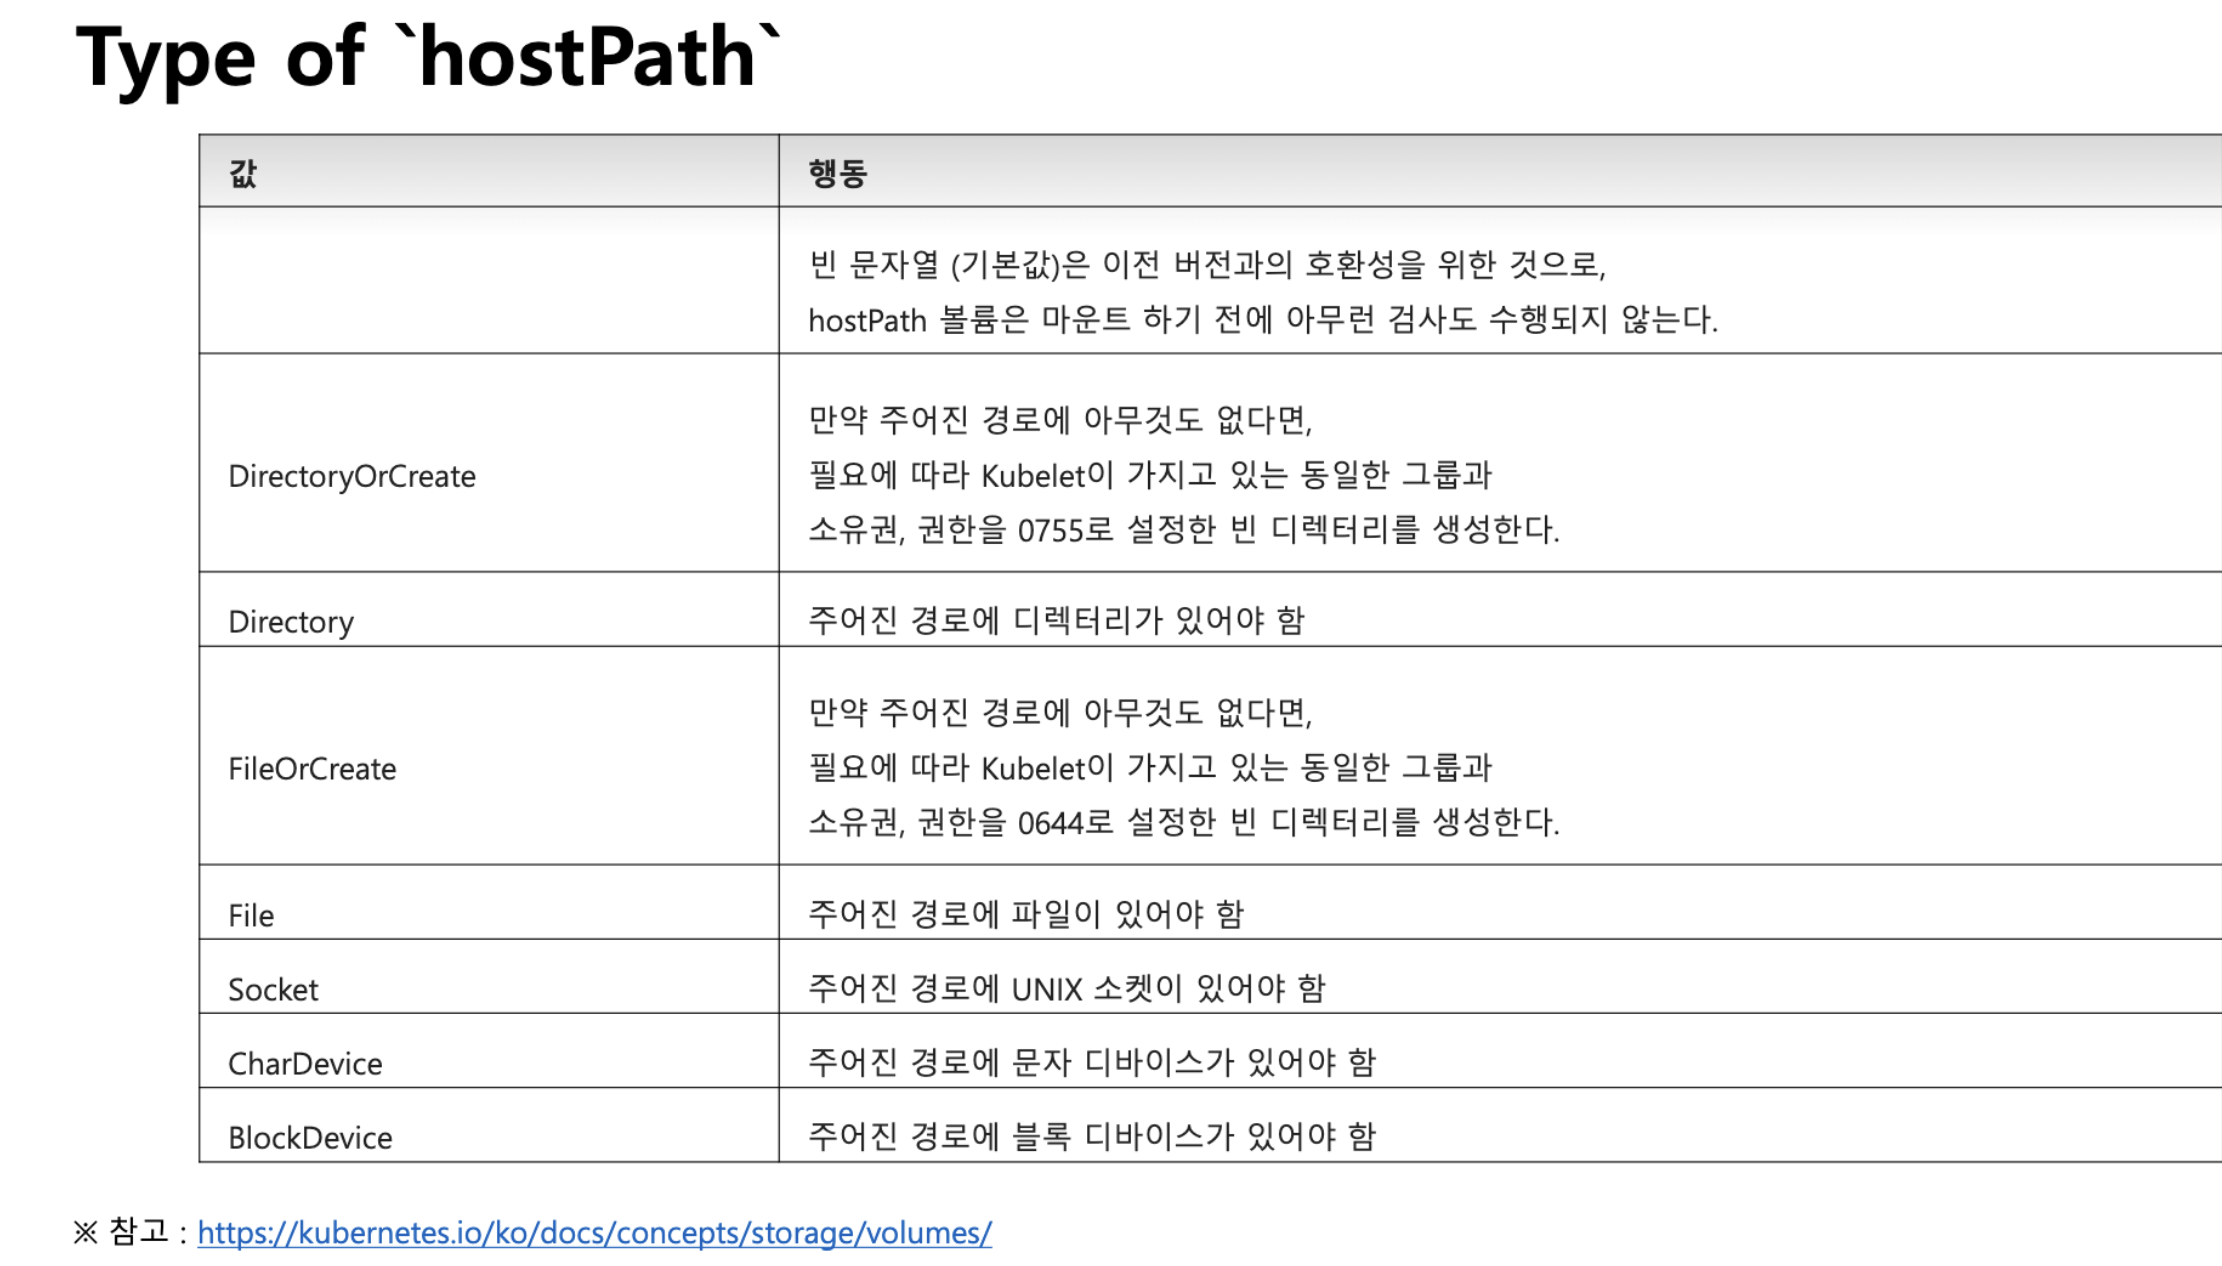 Type of `hostPath`
값
행동
빈 문자열 (기본값)은 이전 버전과의 호환성을 위한 것으로,
hostPath 볼륨은 마운트 하기 전에 아무런 검사도 수행되지 않는다.
DirectoryOrCreate
만약 주어진 경로에 아무것도 없다면,
필요에 따라 Kubelet이 가지고 있는 동일한 그룹과
소유권, 권한을 0755로 설정한 빈 디렉터리를 생성한다.
Directory
주어진 경로에 디렉터리가 있어야 함
FileOrCreate
만약 주어진 경로에 아무것도 없다면,
필요에 따라 Kubelet이 가지고 있는 동일한 그룹과
소유권, 권한을 0644로 설정한 빈 디렉터리를 생성한다.
File
주어진 경로에 파일이 있어야 함
Socket
주어진 경로에 UNIX 소켓이 있어야 함
CharDevice
주어진 경로에 문자 디바이스가 있어야 함
BlockDevice
주어진 경로에 블록 디바이스가 있어야 함
※ 참고 : https://kubernetes.io/ko/docs/concepts/storage/volumes/